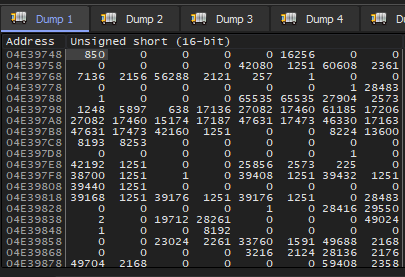 Dump 1 Dump 2 Dump 3 Dump 4 D
Address Unsigned short (16-bit)
04E39748 850 0 0 0 16256 0 0 0
04E39758 0 0 0 0 42080 1251 60608 2361
04E39768 7136 2156 56288 2121 257 1 0 0
04E39778 0 0 0 0 0 0 1 28483
04E39788 0 0 0 1 65535 65535 27904 2573
04E39798 1248 5897 638 17136 27082 17460 61185 17206
04E397A8 27082 17460 15174 17187 47631 17473 46330 17163
04E397B8 47631 17473 42160 1251 0 0 8224 13600
04E397C8 8193 8253 0 0 0 0 0 0
04E397D8 0 0 0 0 0 0 1 0
04E397E8 42192 1251 0 0 25856 2573 225 0
04E397F8 38700 1251 1 0 39408 1251 39432 1251
04E39808 39440 1251 0 0 0 0 0 0
04E39818 39168 1251 39176 1251 39176 1251 0 28483
04E39828 0 0 0 0 1 0 28416 29550
04E39838 2 0 19712 28261 0 0 0 49024
04E39848 1 0 0 8192 0 0 0 0
04E39858 0 0 23024 2261 33760 1591 49688 2168
04E39868 0 0 0 0 3216 2124 28136 2176
04E39878 49704 2168 0 0 0 0 59408 2358